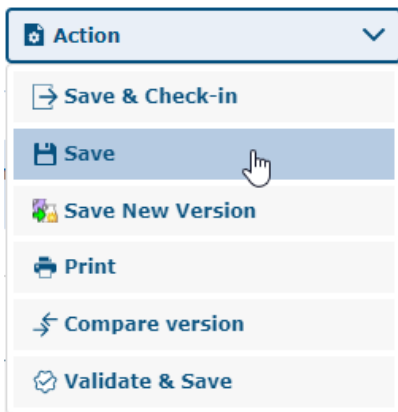 Action
Save & Check-in
Save
Save New Version
Print
Compare version
Validate & Save